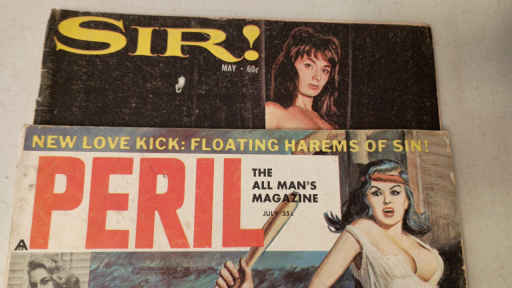 SIR!
MAY - 60¢
NEW LOVE KICK: FLOATING HAREMS OF SIN!
PERIL
THE
ALL MAN'S
MAGAZINE
JULY 35¢